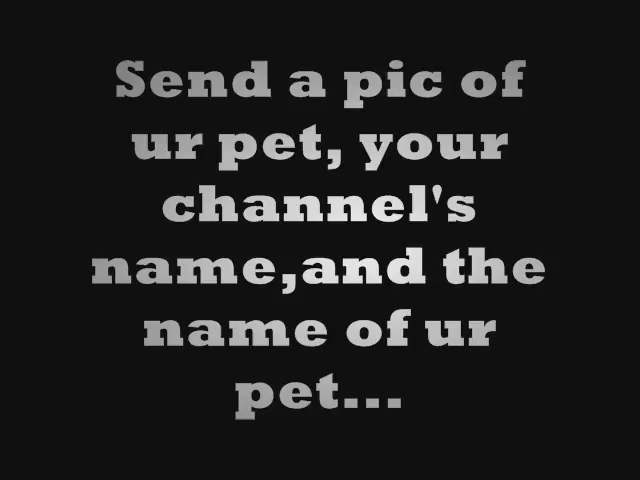 Send a pic of
ur pet, your
channel's
name,and the
name of ur
pet...